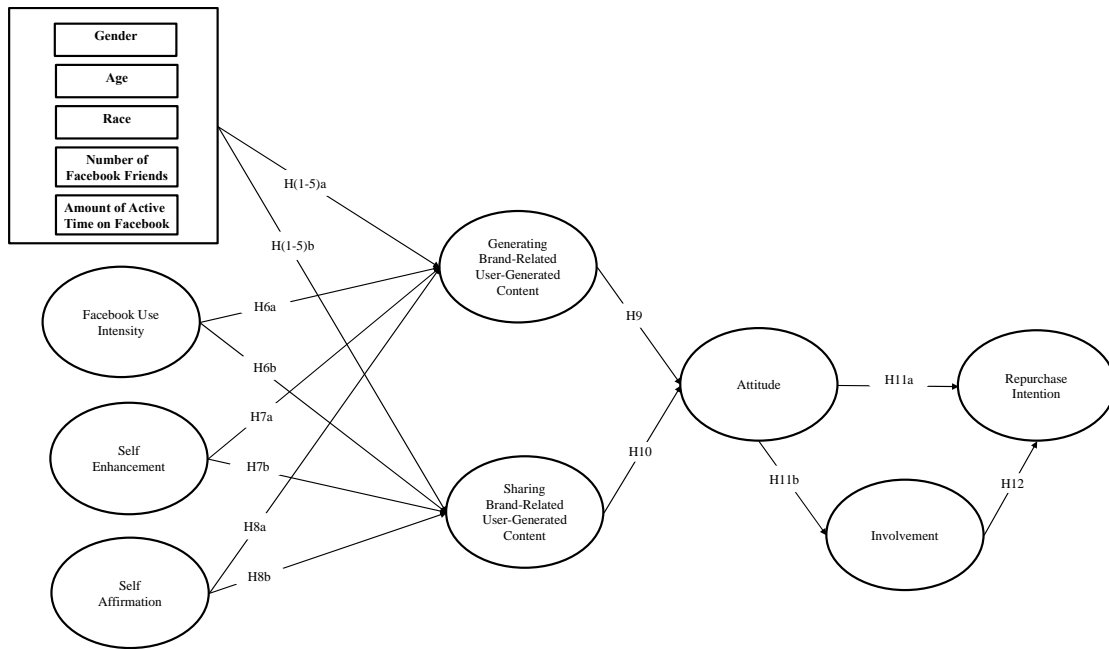 Gender
Age
Race
Number of
Facebook Friends
Amount of Active
Time on Facebook
H(1-5)a
H(1-5)b
Generating
Brand-Related
User-Generated
Content
Facebook Use
Intensity
H6a
H6b
H9
Attitude
H11a
Repurchase
Intention
H7a
Self
Enhancement
H7b
H10
H11b
H12
Sharing
Brand-Related
User-Generated
Content
H8a
H8b
Involvement
Self
Affirmation